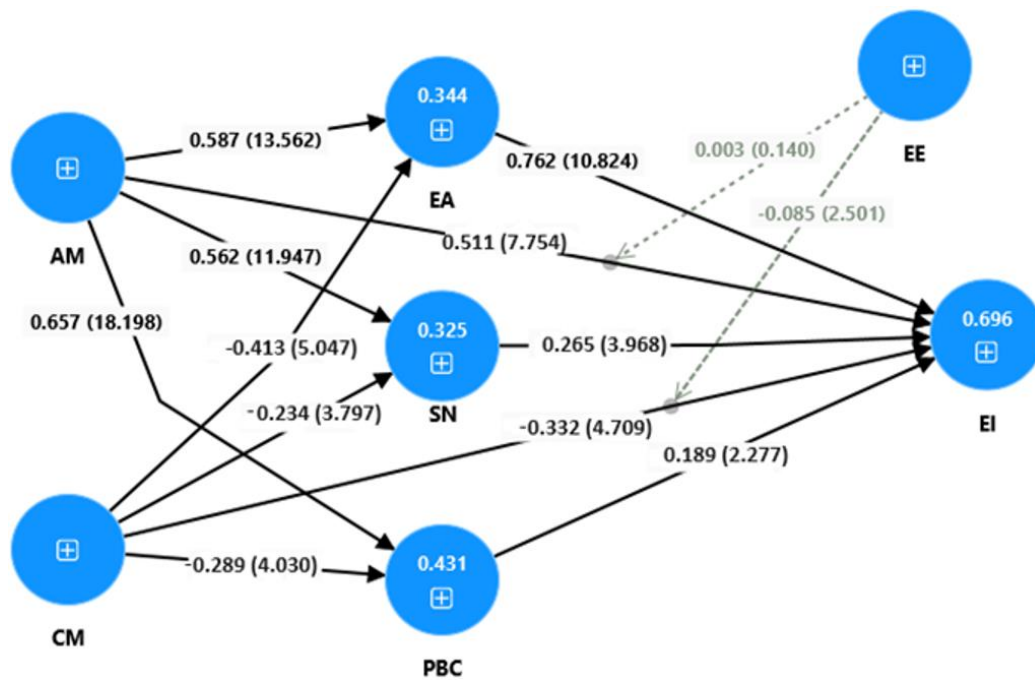 0.344
EA
EE
AM
0.587 (13.562)
0.762 (10.824)
0.003 (0.140)
-0.085 (2.501)
0.511 (7.754)
0.562 (11.947)
0.657 (18.198)
-0.413 (5.047)
0.325
SN
0.265 (3.968)
0.696
EI
-0.234 (3.797)
-0.332 (4.709)
0.189 (2.277)
CM
-0.289 (4.030)
0.431
PBC